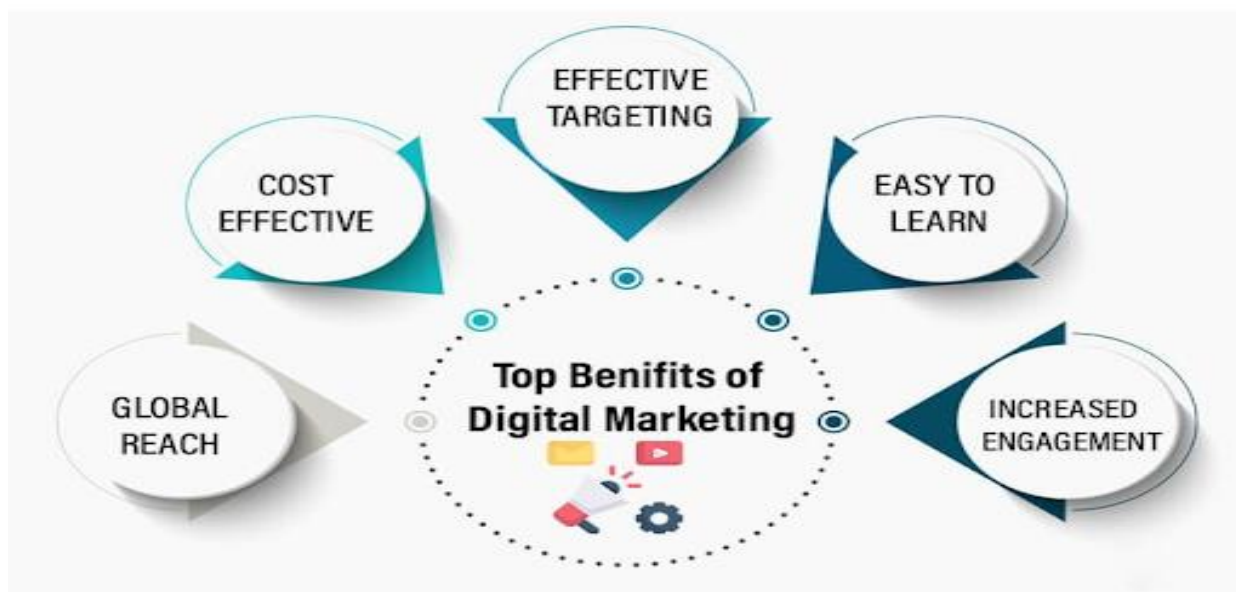 EFFECTIVE
TARGETING
COST
EFFECTIVE
EASY TO
LEARN
GLOBAL
REACH
Top Benifits of
Digital Marketing
INCREASED
ENGAGEMENT